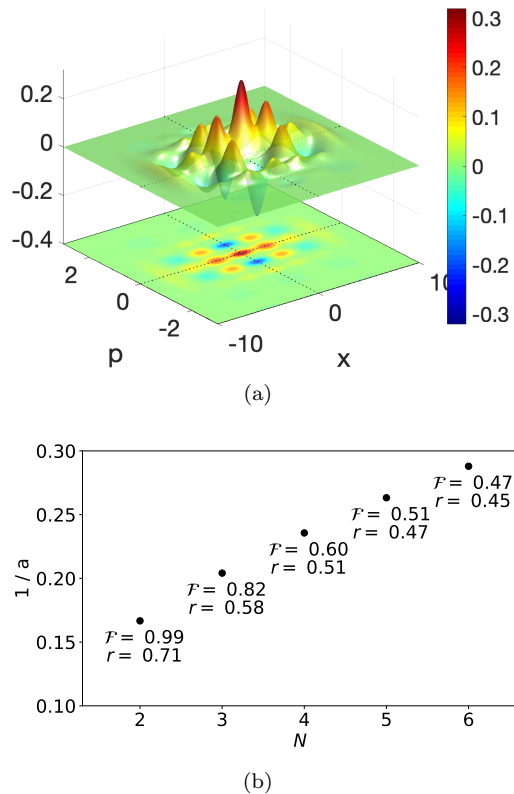 0.3
0.2
0.2
0
0.1
-0.2
0
-0.4
-0.1
2
-0.2
0
10
-2
0
-0.3
-10
p
x
(a)
0.30
0.25
0.20
0.15
0.10
1 / a
ℱ = 0.47
r = 0.45
ℱ = 0.51
r = 0.47
ℱ = 0.60
r = 0.51
ℱ = 0.82
r = 0.58
ℱ = 0.99
r = 0.71
2 3 4 5 6
N
(b)